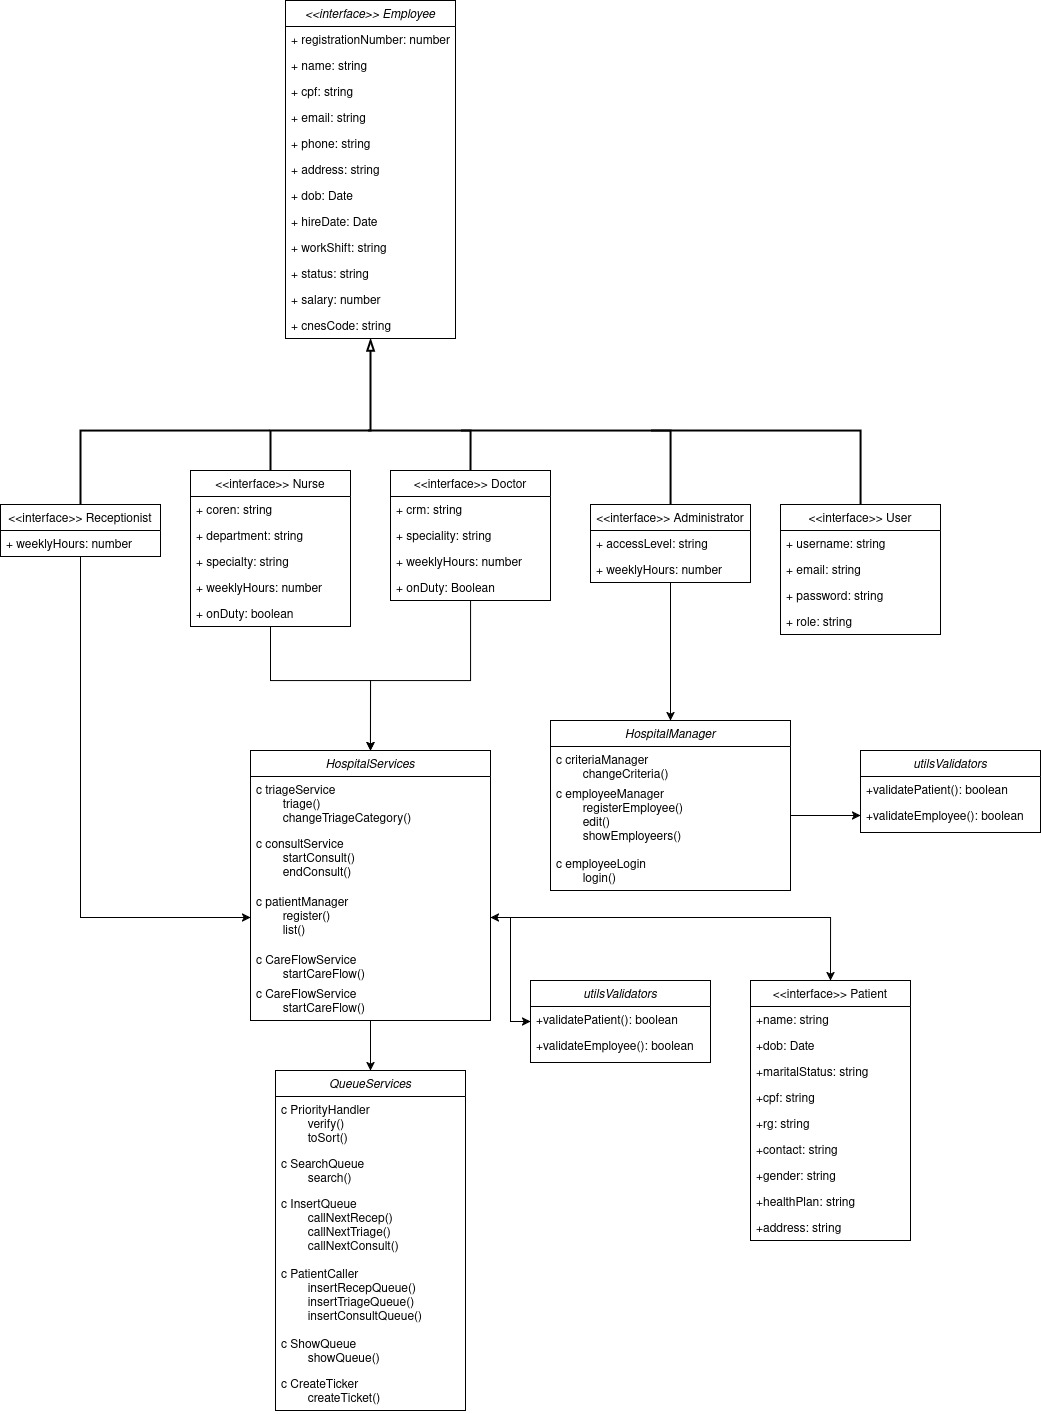 <<interface>> Employee
+ registrationNumber: number
+ name: string
+ cpf: string
+ email: string
+ phone: string
+ address: string
+ dob: Date
+ hireDate: Date
+ workShift: string
+ status: string
+ salary: number
+ cnesCode: string
<<interface>> Receptionist
+ weeklyHours: number
<<interface>> Nurse
+ coren: string
+ department: string
+ specialty: string
+ weeklyHours: number
+ onDuty: boolean
<<interface>> Doctor
+ crm: string
+ speciality: string
+ weeklyHours: number
+ onDuty: Boolean
<<interface>> Administrator
+ accessLevel: string
+ weeklyHours: number
<<interface>> User
+ username: string
+ email: string
+ password: string
+ role: string
HospitalServices
c triageService
triage()
changeTriageCategory()
c consultService
startConsult()
endConsult()
c patientManager
register()
list()
c CareFlowService
startCareFlow()
c CareFlowService
startCareFlow()
HospitalManager
c criteriaManager
changeCriteria()
c employeeManager
registerEmployee()
edit()
showEmployeers()
c employeeLogin
login()
utilsValidators
+validatePatient(): boolean
+validateEmployee(): boolean
utilsValidators
+validatePatient(): boolean
+validateEmployee(): boolean
<<interface>> Patient
+name: string
+dob: Date
+maritalStatus: string
+cpf: string
+rg: string
+contact: string
+gender: string
+healthPlan: string
+address: string
QueueServices
c PriorityHandler
verify()
toSort()
c SearchQueue
search()
c InsertQueue
callNextRecep()
callNextTriage()
callNextConsult()
c PatientCaller
insertRecepQueue()
insertTriageQueue()
insertConsultQueue()
c ShowQueue
showQueue()
c CreateTicker
createTicket()